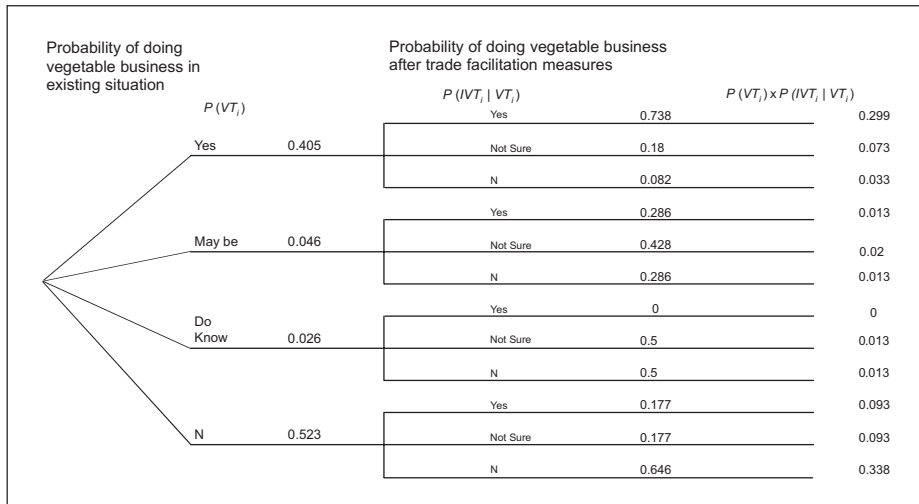 Probability of doing
vegetable business in
existing situation
Probability of doing vegetable business
after trade facilitation measures
P (VTi)
P (IVTi | VTi)
P (VTi) x P (IVTi | VTi)
Yes 0.738 0.299
Yes 0.405 Not Sure 0.18 0.073
N 0.082 0.033
Yes 0.286 0.013
May be 0.046 Not Sure 0.428 0.02
N 0.286 0.013
Yes 0 0
Do
Know 0.026 Not Sure 0.5 0.013
N 0.5 0.013
Yes 0.177 0.093
N 0.523 Not Sure 0.177 0.093
N 0.646 0.338